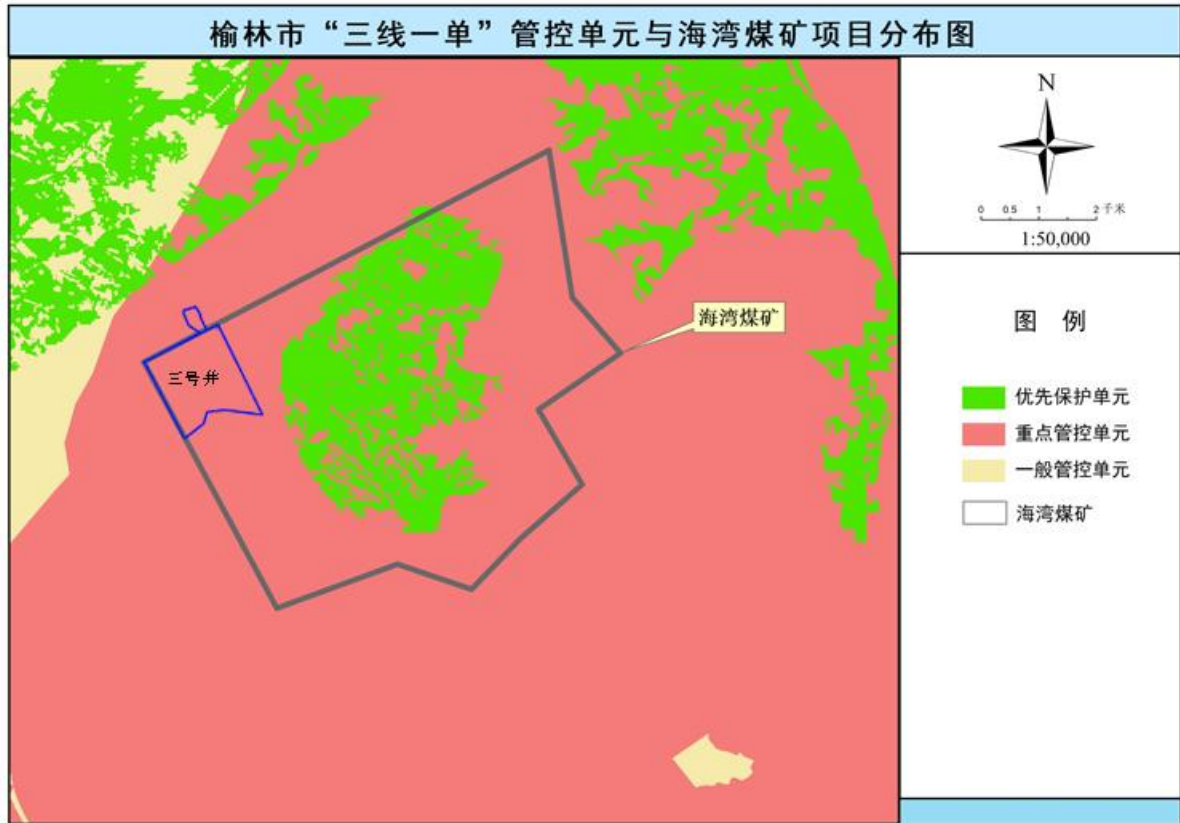 榆林市“三线一单”管控单元与海湾煤矿项目分布图
N
0 0.5 1 2 千米
1:50,000
海湾煤矿
三号井
图 例
优先保护单元
重点管控单元
一般管控单元
海湾煤矿